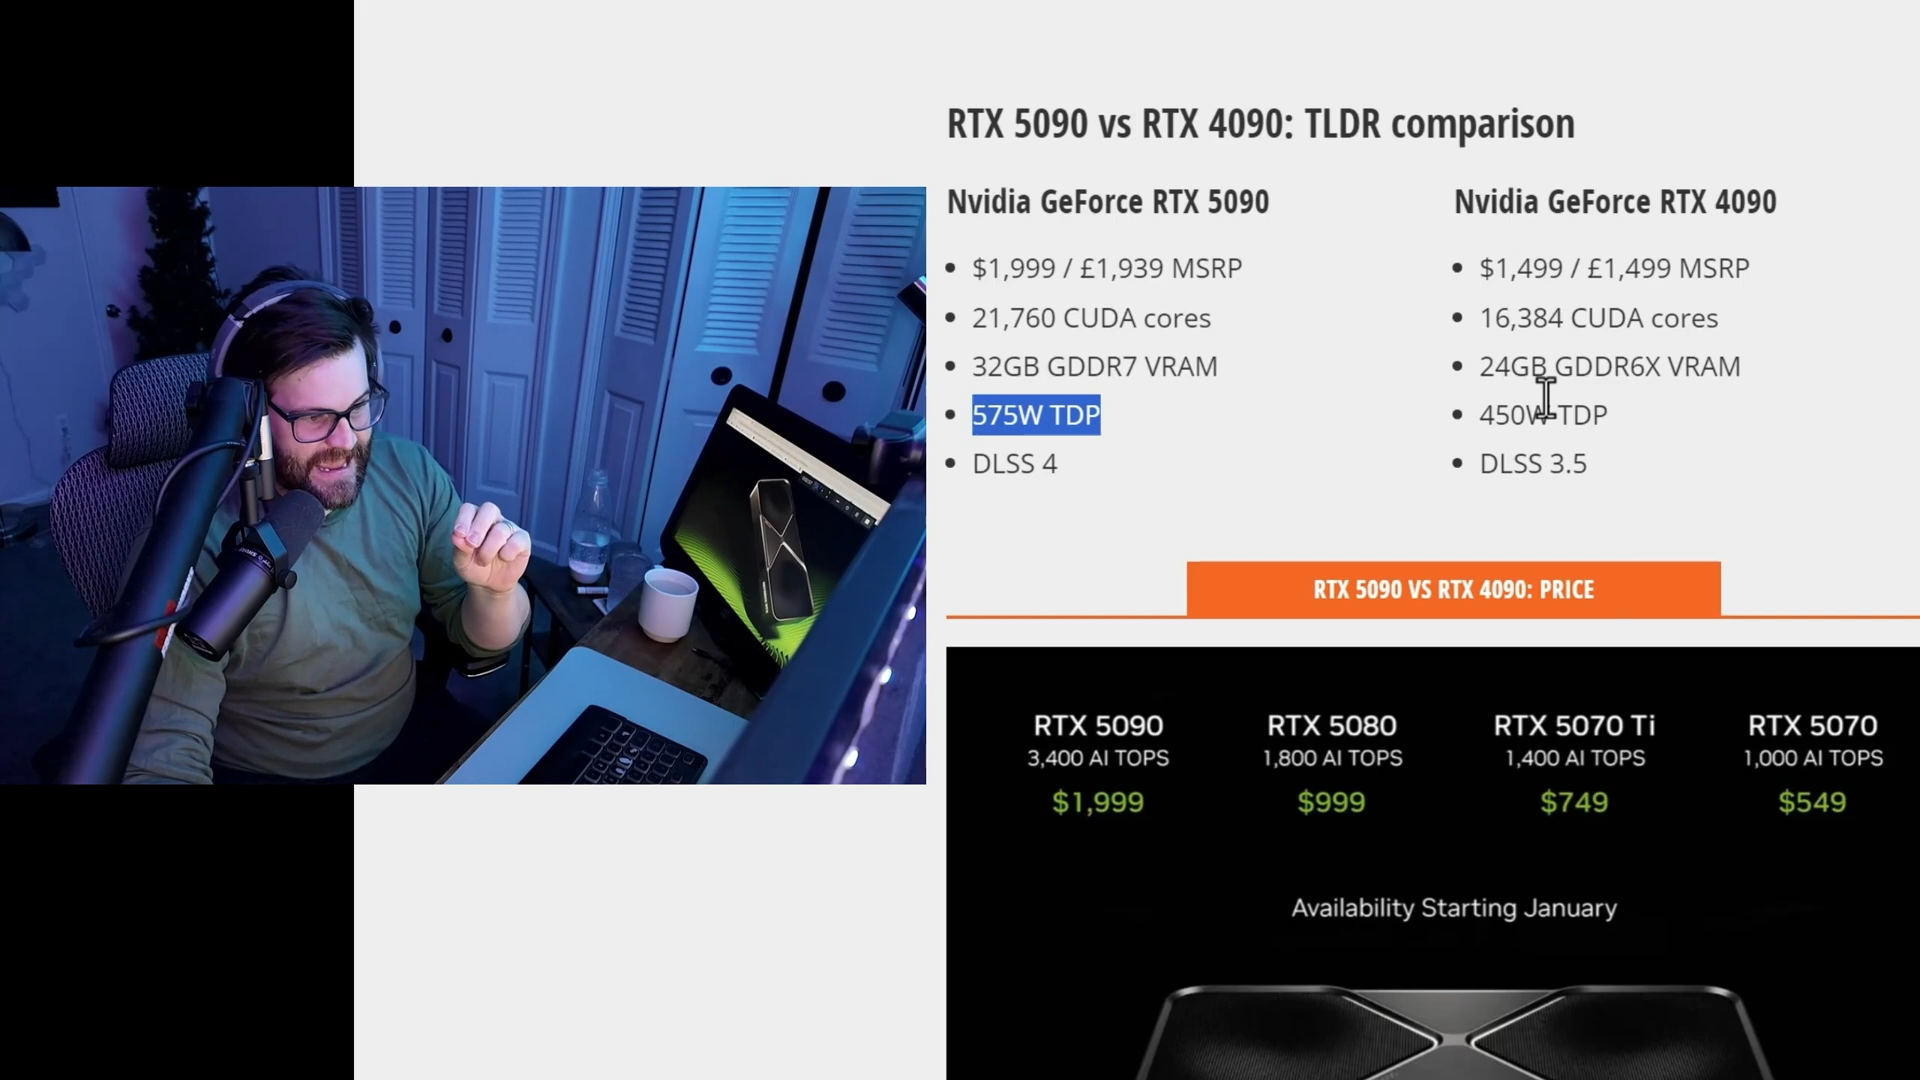 RTX 5090 vs RTX 4090: TLDR comparison
Nvidia GeForce RTX 5090
$1,999 / £1,939 MSRP
21,760 CUDA cores
32GB GDDR7 VRAM
575W TDP
DLSS 4
Nvidia GeForce RTX 4090
$1,499 / £1,499 MSRP
16,384 CUDA cores
24GB GDDR6X VRAM
450W TDP
DLSS 3.5
RTX 5090 VS RTX 4090: PRICE
RTX 5090
3,400 AI TOPS
$1,999
RTX 5080
1,800 AI TOPS
$999
RTX 5070 Ti
1,400 AI TOPS
$749
RTX 5070
1,000 AI TOPS
$549
Availability Starting January